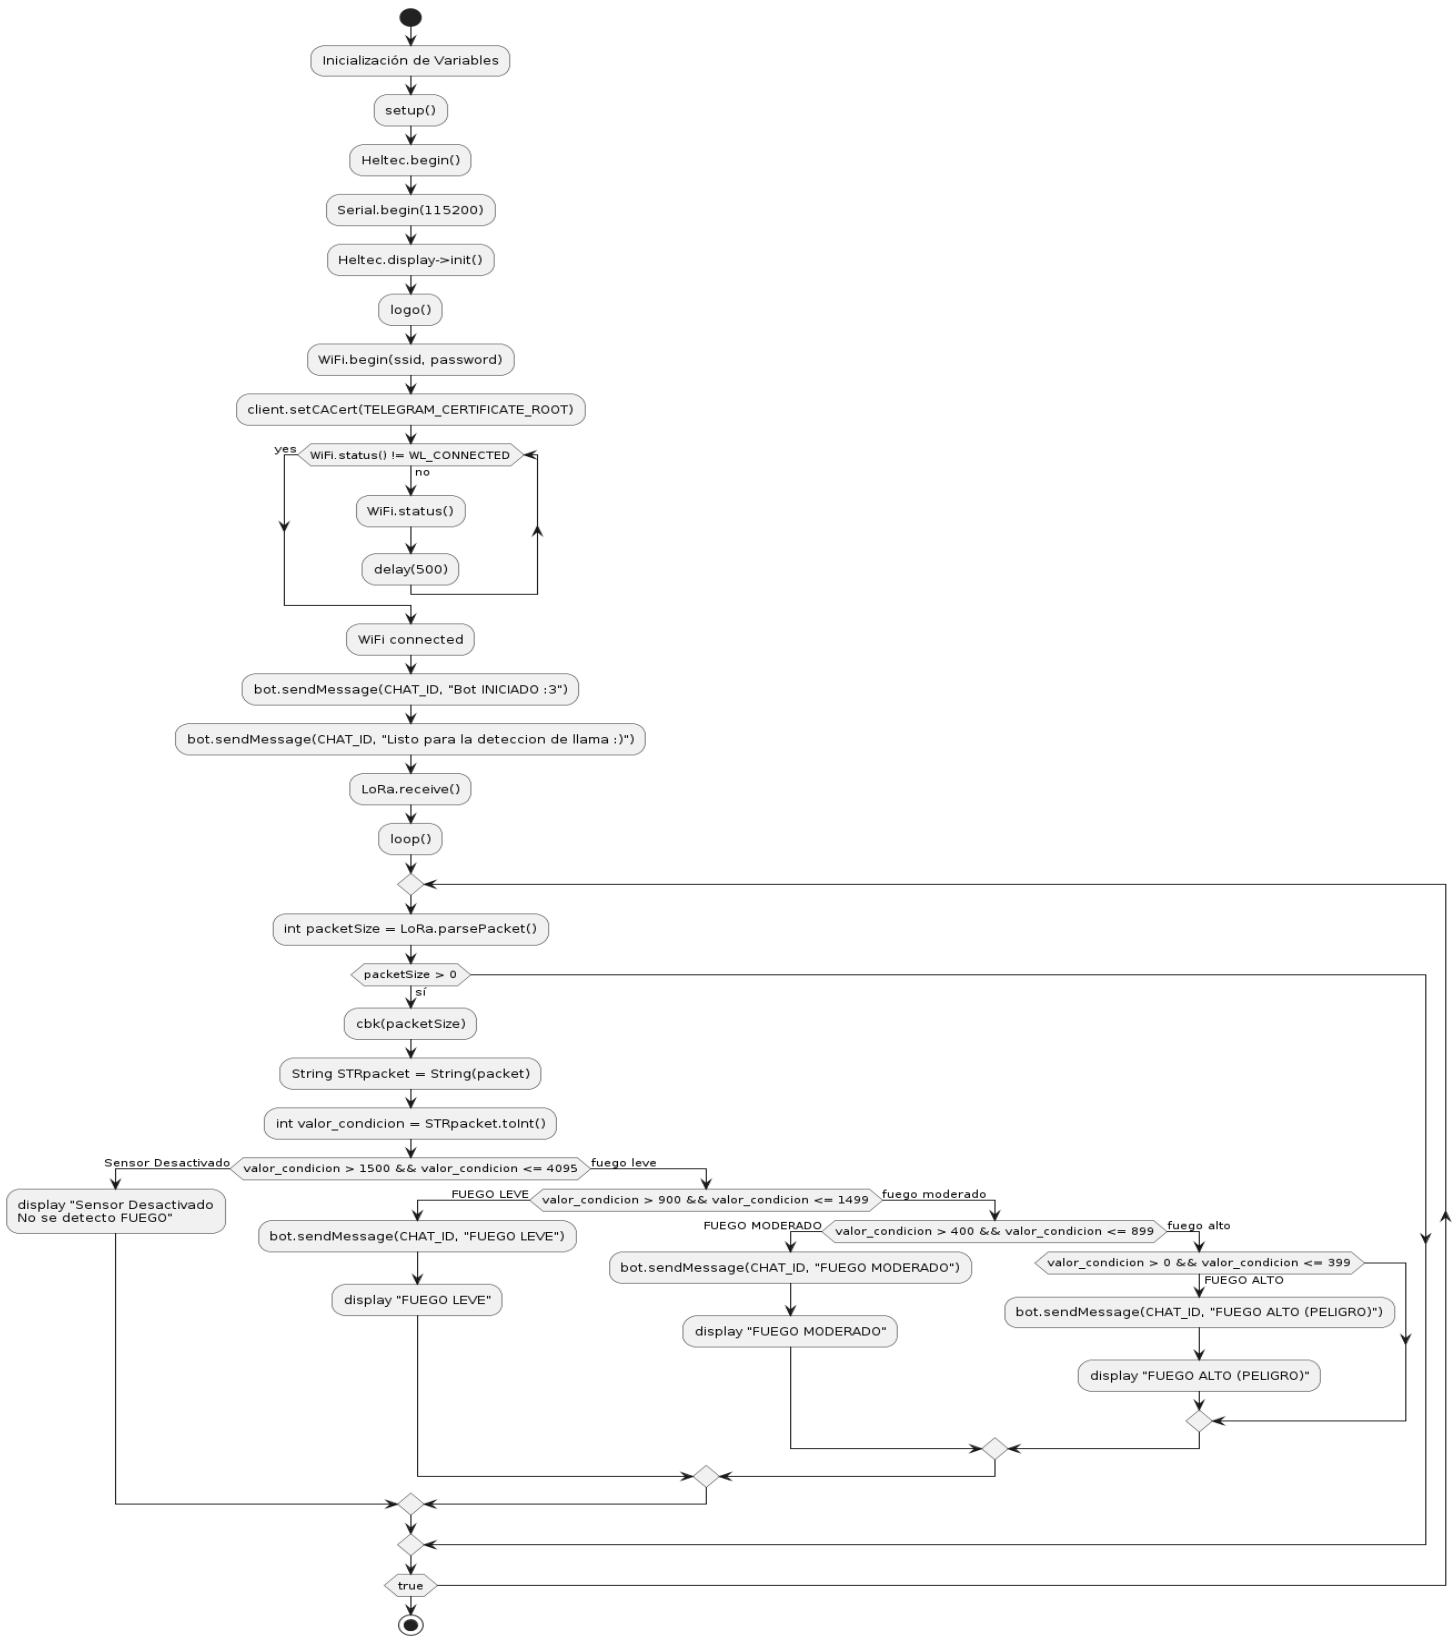 Inicialización de Variables
setup()
Heltec.begin()
Serial.begin(115200)
Heltec.display->init()
logo()
WiFi.begin(ssid, password)
client.setCACert(TELEGRAM_CERTIFICATE_ROOT)
yes
WiFi.status() != WL_CONNECTED
no
WiFi.status()
delay(500)
WiFi connected
bot.sendMessage(CHAT_ID, "Bot INICIADO :3")
bot.sendMessage(CHAT_ID, "Listo para la deteccion de llama :)")
LoRa.receive()
loop()
int packetSize = LoRa.parsePacket()
packetSize > 0
sí
cbk(packetSize)
String STRpacket = String(packet)
int valor_condicion = STRpacket.toInt()
Sensor Desactivado
valor_condicion > 1500 && valor_condicion <= 4095
fuego leve
display "Sensor Desactivado
No se detecto FUEGO"
FUEGO LEVE
valor_condicion > 900 && valor_condicion <= 1499
fuego moderado
bot.sendMessage(CHAT_ID, "FUEGO LEVE")
display "FUEGO LEVE"
FUEGO MODERADO
valor_condicion > 400 && valor_condicion <= 899
fuego alto
bot.sendMessage(CHAT_ID, "FUEGO MODERADO")
display "FUEGO MODERADO"
valor_condicion > 0 && valor_condicion <= 399
FUEGO ALTO
bot.sendMessage(CHAT_ID, "FUEGO ALTO (PELIGRO)")
display "FUEGO ALTO (PELIGRO)"
true